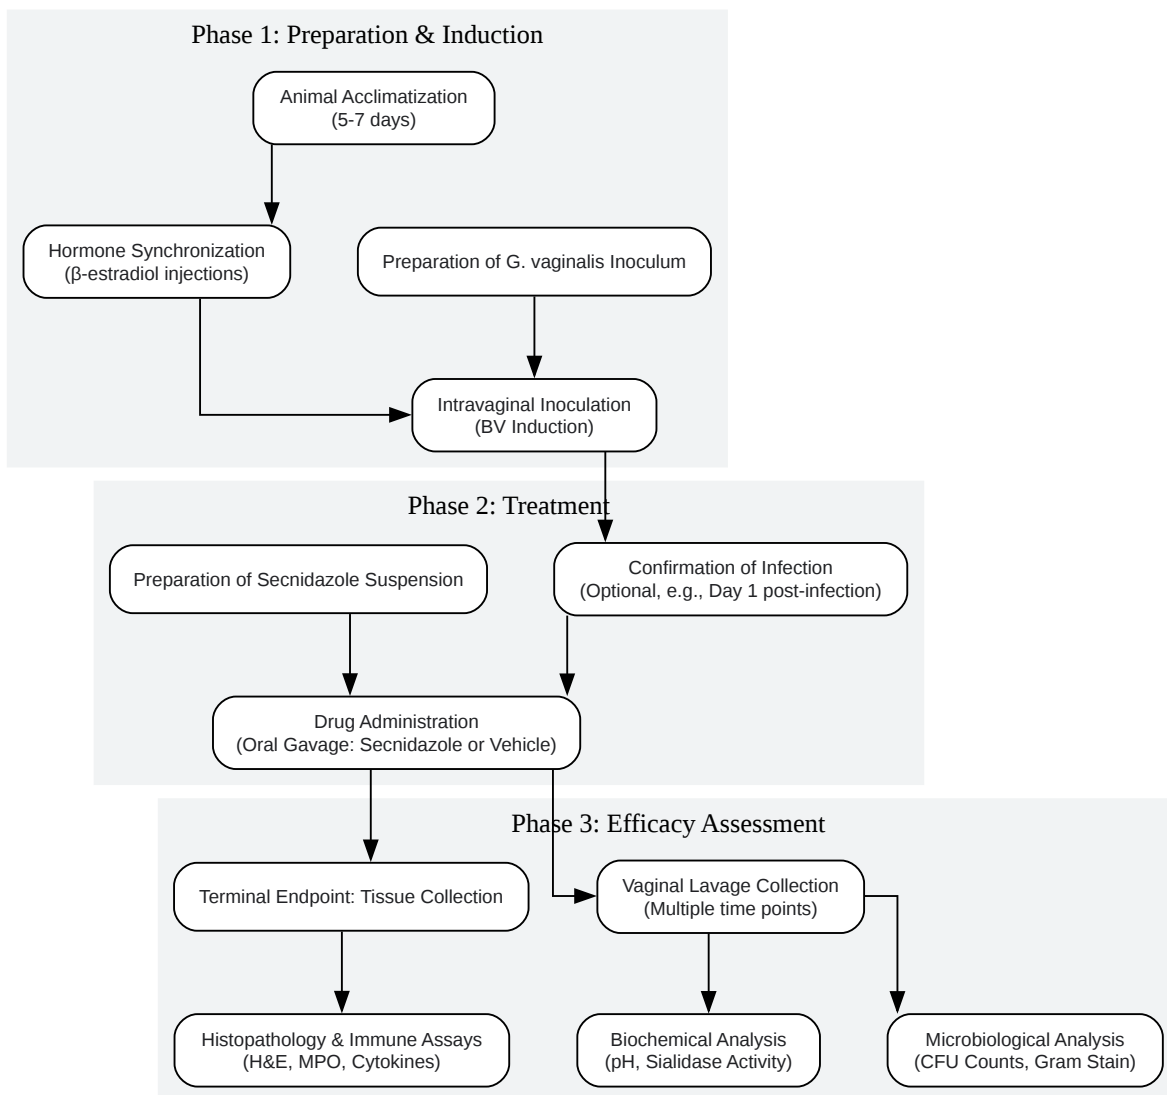 Phase 1: Preparation & Induction
Animal Acclimatization
(5-7 days)
Hormone Synchronization
(β-estradiol injections)
Preparation of G. vaginalis Inoculum
Intravaginal Inoculation
(BV Induction)
Phase 2: Treatment
Preparation of Secnidazole Suspension
Confirmation of Infection
(Optional, e.g., Day 1 post-infection)
Drug Administration
(Oral Gavage: Secnidazole or Vehicle)
Phase 3: Efficacy Assessment
Terminal Endpoint: Tissue Collection
Vaginal Lavage Collection
(Multiple time points)
Histopathology & Immune Assays
(H&E, MPO, Cytokines)
Biochemical Analysis
(pH, Sialidase Activity)
Microbiological Analysis
(CFU Counts, Gram Stain)